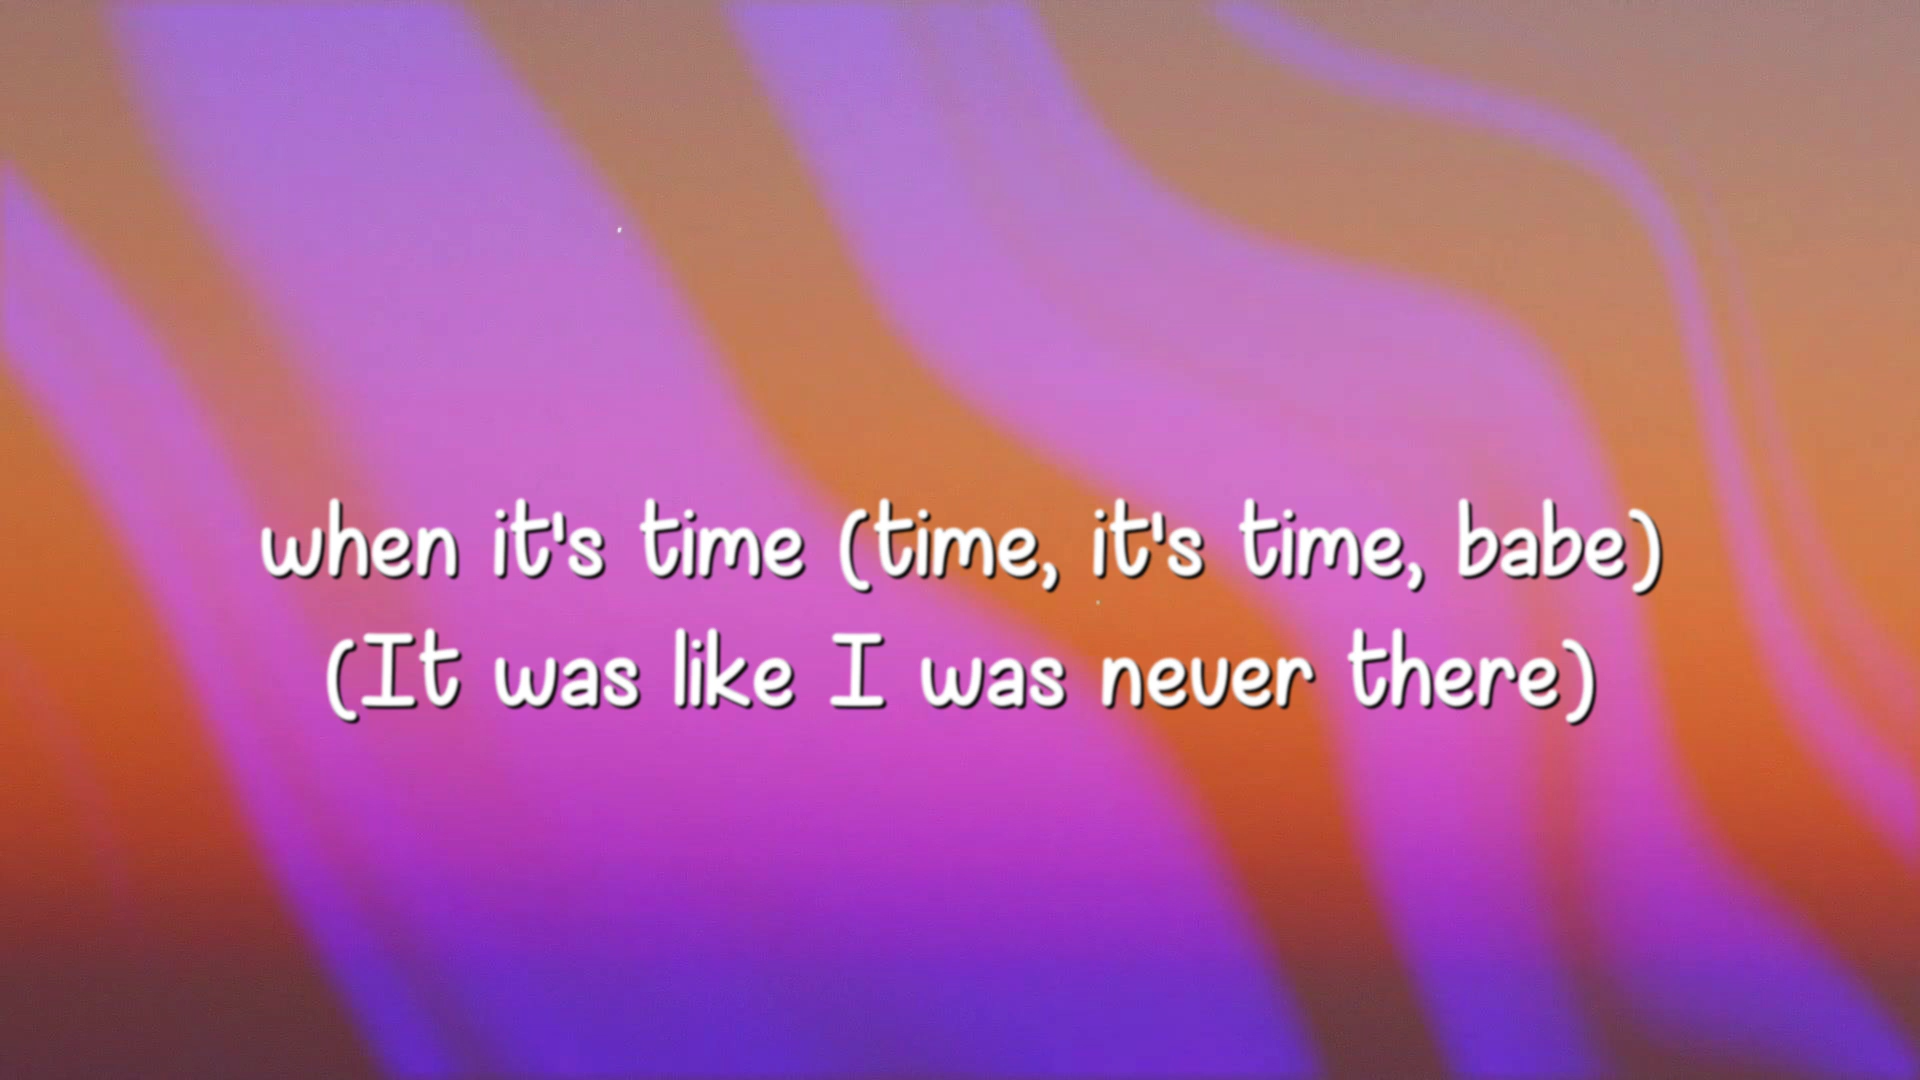 when it's time (time, it's time, babe)
(It was like I was never there)